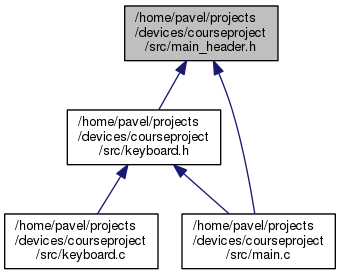 /home/pavel/projects
/devices/courseproject
/src/main_header.h
/home/pavel/projects
/devices/courseproject
/src/keyboard.h
/home/pavel/projects
/devices/courseproject
/src/keyboard.c
/home/pavel/projects
/devices/courseproject
/src/main.c